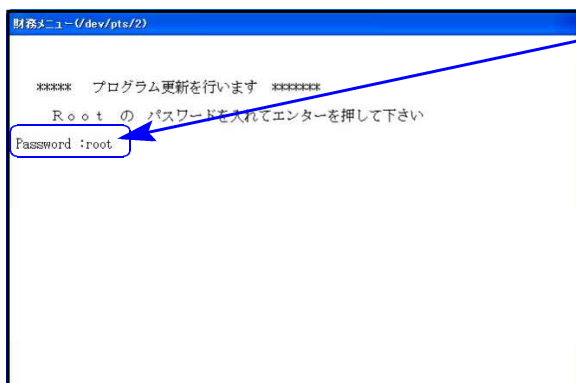 財務メニュー(/dev/pts/2)
***** プログラム更新を行います *******
Root の パスワードを入れてエンターを押して下さい
Password :root